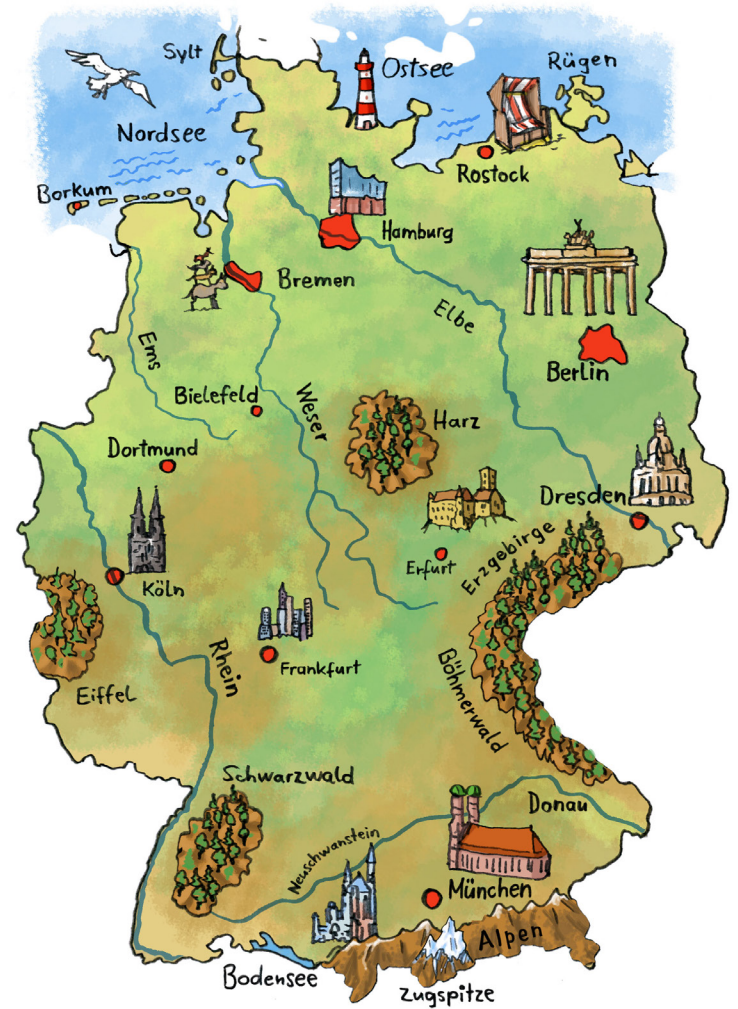 Sylt
Ostsee
Rügen
Nordsee
Rostock
Borkum
Hamburg
Bremen
Elbe
Ems
Berlin
Bielefeld
Weser
Harz
Dortmund
Dresden
Erzgebirge
Erfurt
Köln
Rhein
Frankfurt
Böhmerwald
Eiffel
Schwarzwald
Donau
Neuschwanstein
München
Alpen
Bodensee
Zugspitze